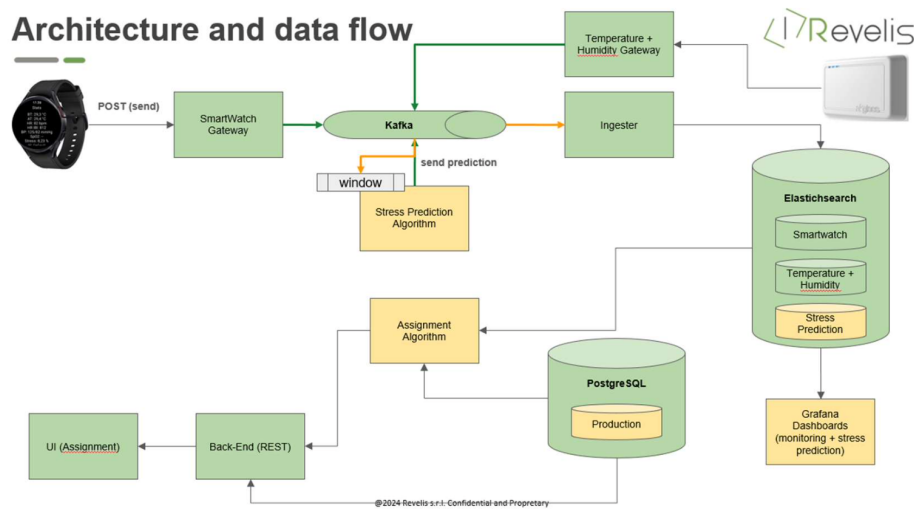 Architecture and data flow
Revelis
Temperature +
Humidity Gateway
POST (send)
SmartWatch
Gateway
Kafka
Ingester
send prediction
window
Stress Prediction
Algorithm
Elastichsearch
Smartwatch
Temperature +
Humidity
Stress
Prediction
Assignment
Algorithm
PostgreSQL
Production
Grafana
Dashboards
(monitoring + stress
prediction)
UI (Assignment)
Back-End (REST)
@2024 Revelis s.r.l. Confidential and Propretary